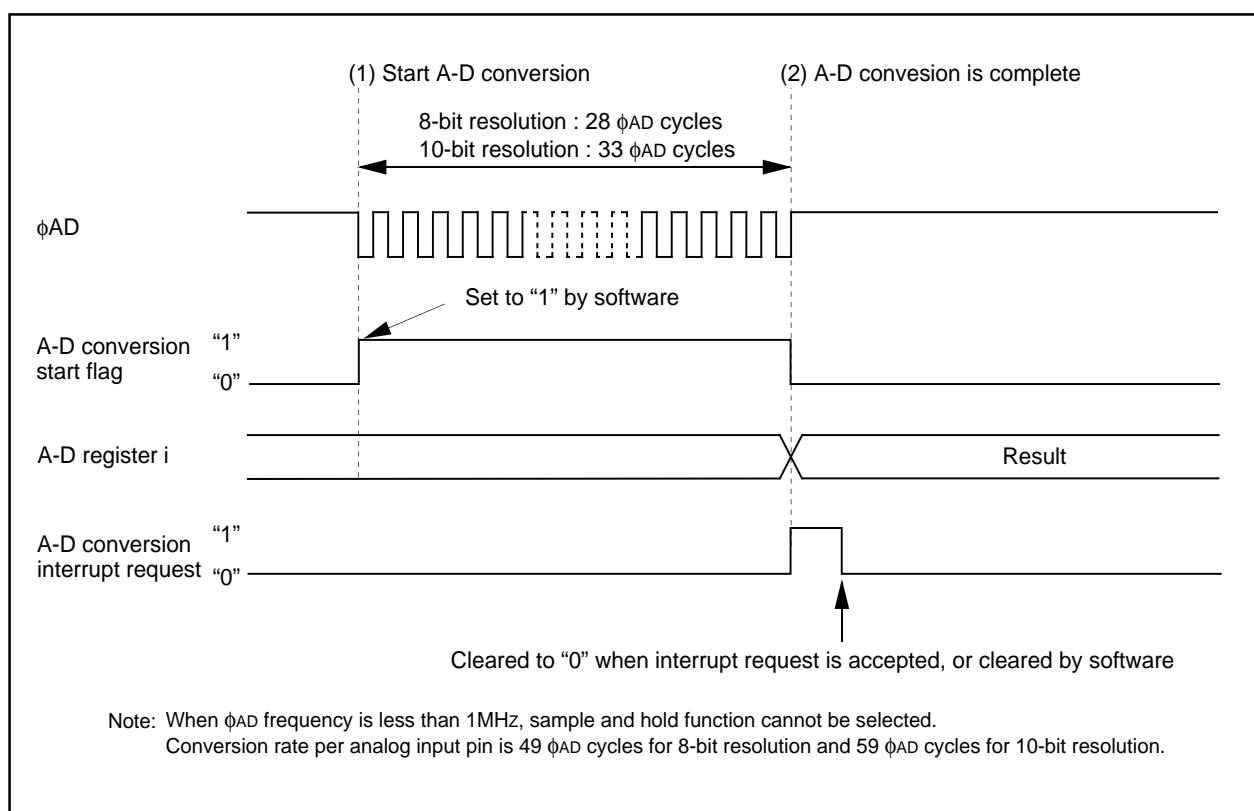 (1) Start A-D conversion
(2) A-D convesion is complete
8-bit resolution : 28 ϕAD cycles
10-bit resolution : 33 ϕAD cycles
ϕAD
Set to “1” by software
A-D conversion
start flag
“1”
“0”
A-D register i
Result
A-D conversion
interrupt request
“1”
“0”
Cleared to “0” when interrupt request is accepted, or cleared by software
Note: When ϕAD frequency is less than 1MHz, sample and hold function cannot be selected.
Conversion rate per analog input pin is 49 ϕAD cycles for 8-bit resolution and 59 ϕAD cycles for 10-bit resolution.